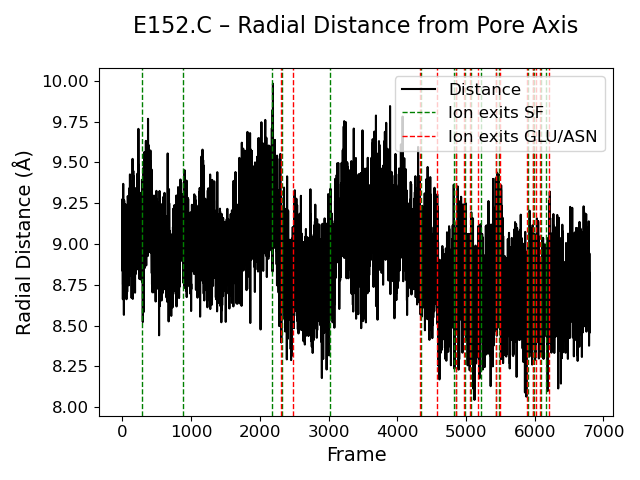 E152.C – Radial Distance from Pore Axis
Radial Distance (Å)
10.00
9.75
9.50
9.25
9.00
8.75
8.50
8.25
8.00
Distance
Ion exits SF
Ion exits GLU/ASN
0
1000
2000
3000
4000
5000
6000
7000
Frame